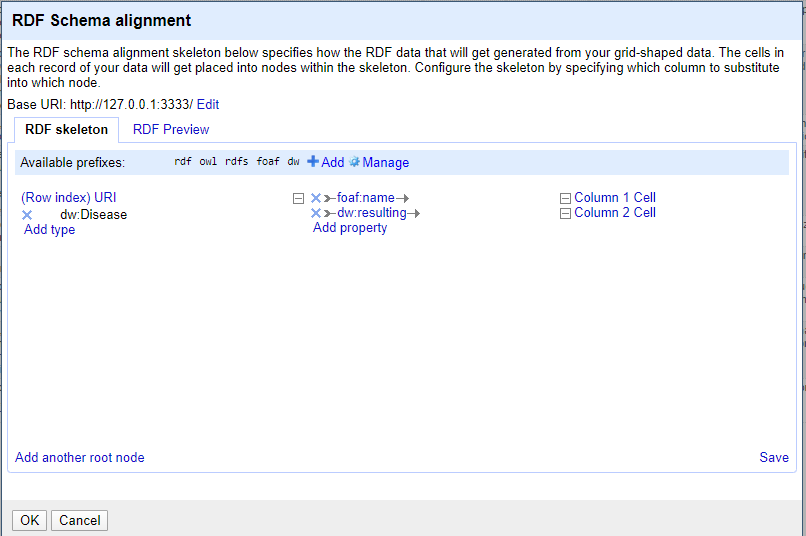 RDF Schema alignment
The RDF schema alignment skeleton below specifies how the RDF data that will get generated from your grid-shaped data. The cells in
each record of your data will get placed into nodes within the skeleton. Configure the skeleton by specifying which column to substitute
into which node.
Base URI: http://127.0.0.1:3333/ Edit
RDF skeleton RDF Preview
Available prefixes: rdf owl rdfs foaf dw Add Manage
(Row index) URI foaf:name Column 1 Cell
dw:Disease dw:resulting Column 2 Cell
Add type Add property
Add another root node Save
OK Cancel